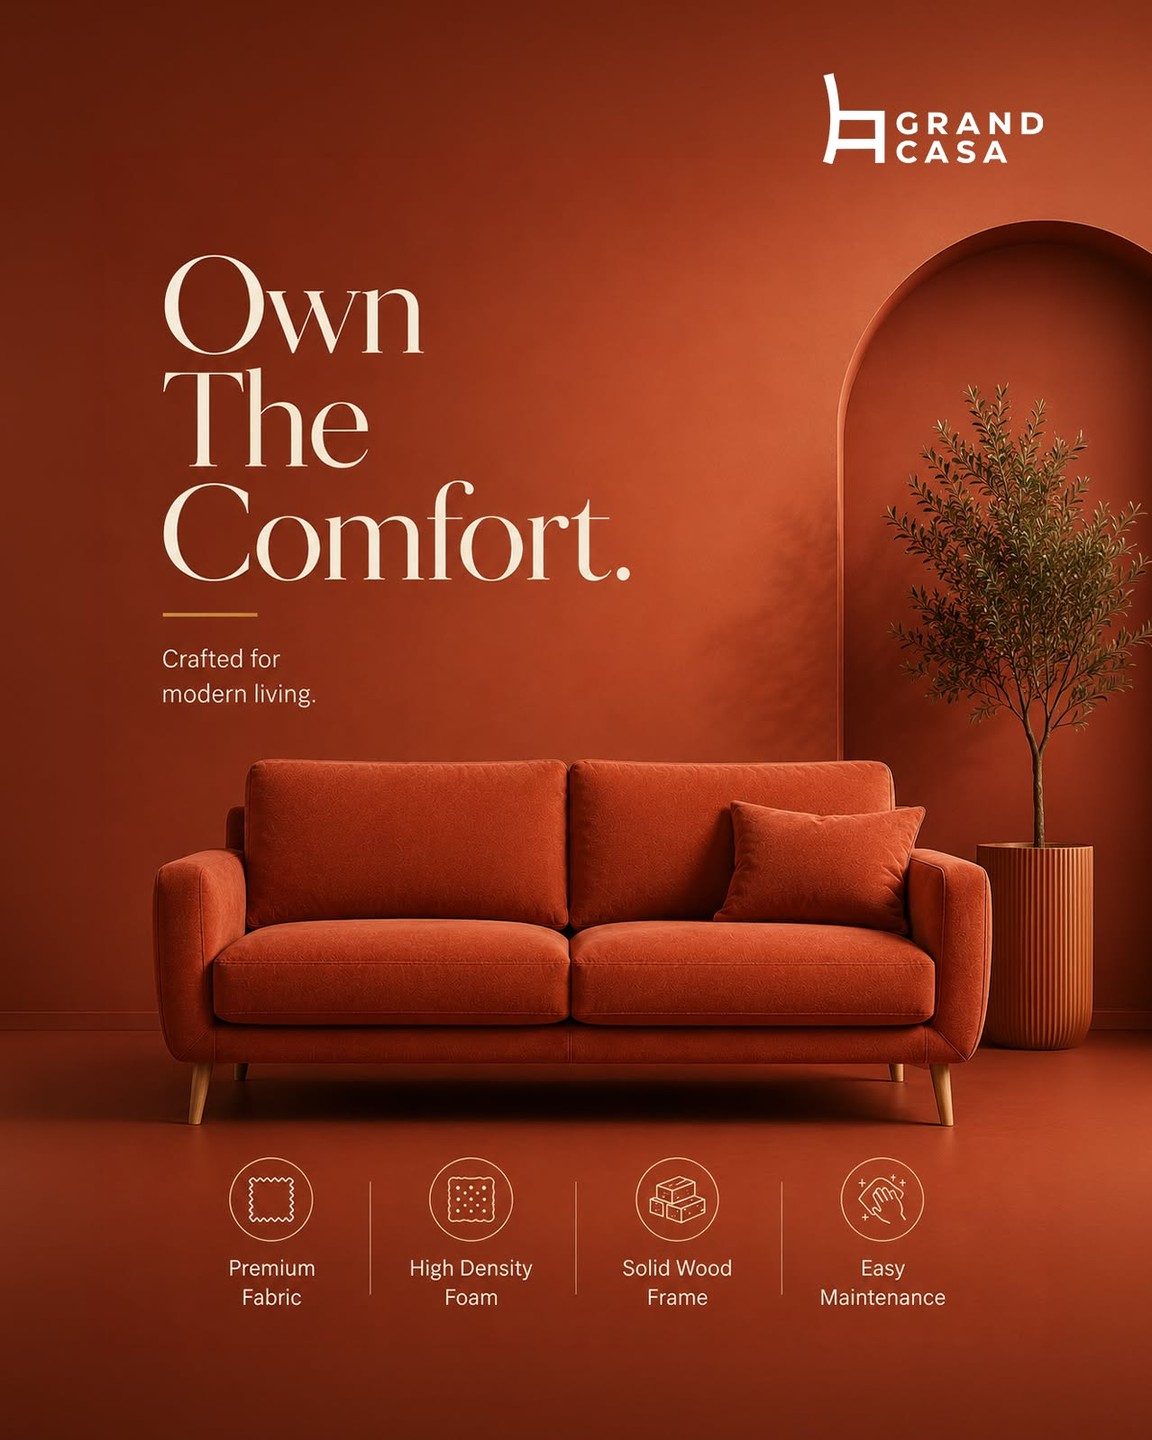 GRAND
CASA
Own
The
Comfort.
Crafted for
modern living.
Premium
Fabric
High Density
Foam
Solid Wood
Frame
Easy
Maintenance